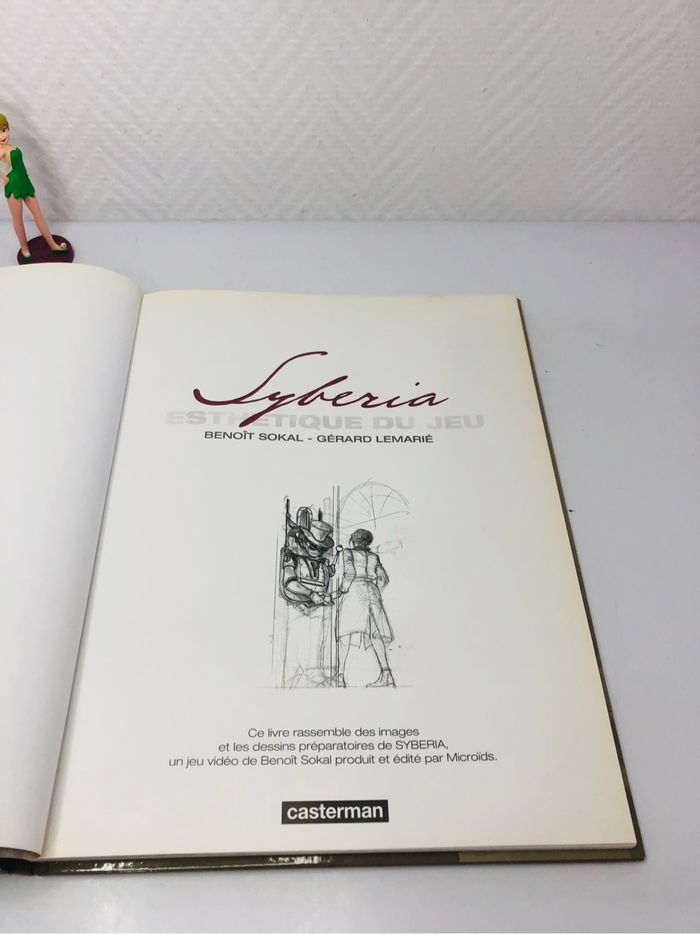 Syberia
ESTHETIQUE DU JEU
BENOÎT SOKAL - GÉRARD LEMARIÉ
Ce livre rassemble des images
et les dessins préparatoires de SYBERIA,
un jeu vidéo de Benoît Sokal produit et édité par Microïds.
casterman